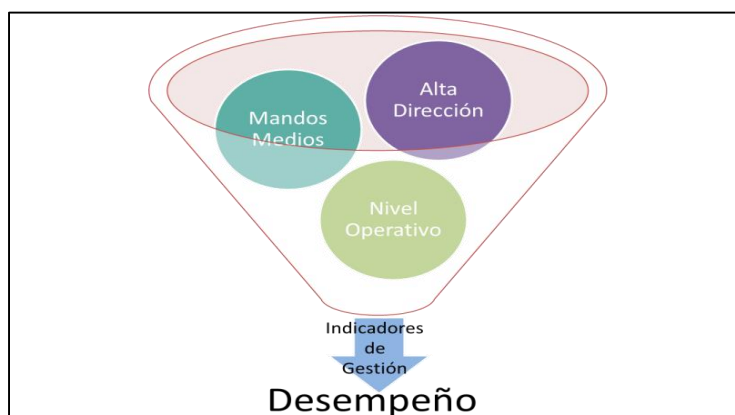 Alta
Dirección
Mandos
Medios
Nivel
Operativo
Indicadores
de
Gestión
Desempeño